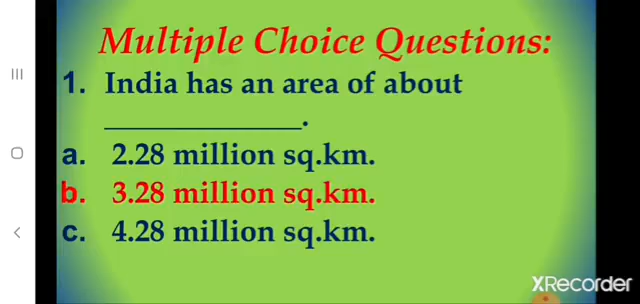 Multiple Choice Questions:
1. India has an area of about
______________.
a. 2.28 million sq.km.
b. 3.28 million sq.km.
c. 4.28 million sq.km.
XRecorder